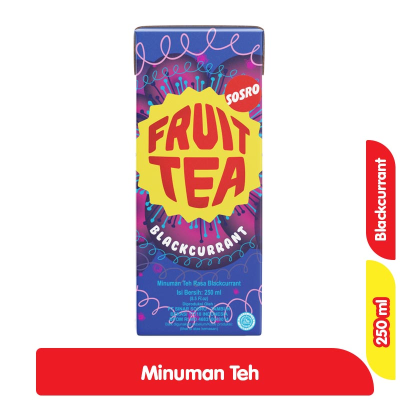 SOSRO
FRUIT
TEA
BLACKCURRANT
Minuman Teh Rasa Blackcurrant
Isi Bersih: 250 ml
Blackcurrant
250 ml
Minuman Teh